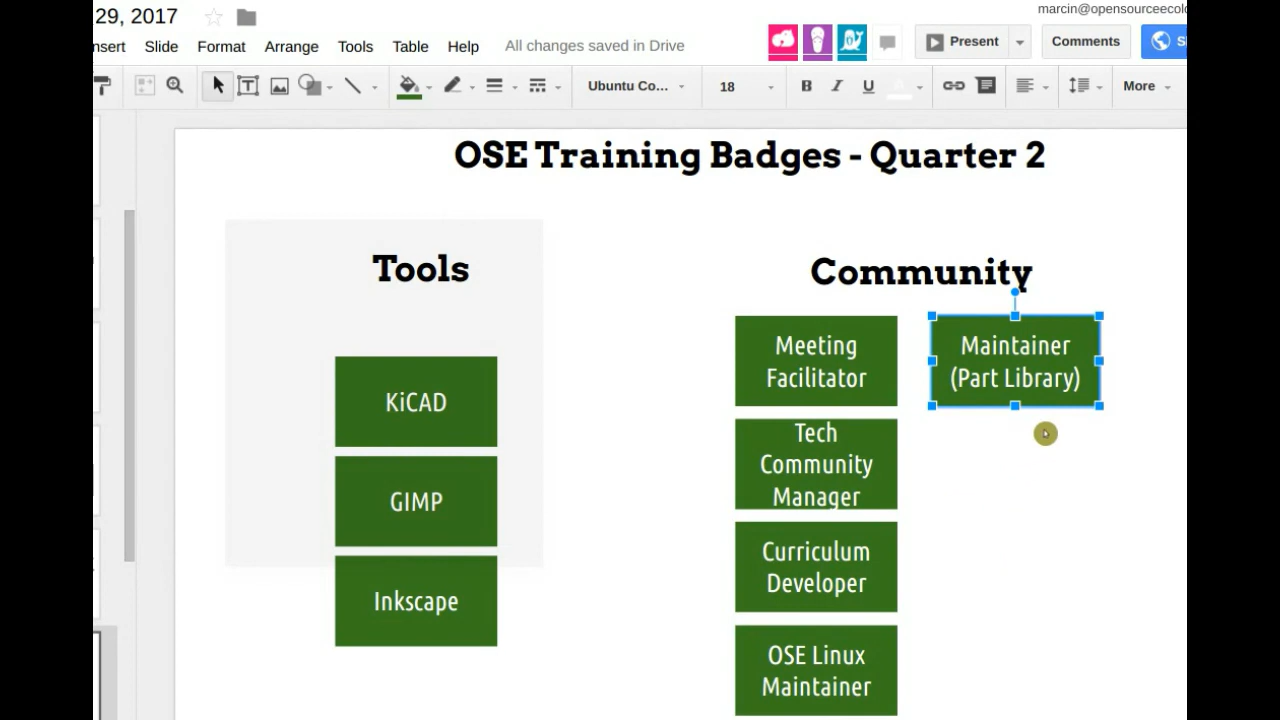 29, 2017
marcin@opensourceecolo
nsert Slide Format Arrange Tools Table Help All changes saved in Drive
Present Comments
Ubuntu Co... 18 B I U A More
OSE Training Badges - Quarter 2
Tools
Community
Meeting
Facilitator
Maintainer
(Part Library)
KiCAD
Tech
Community
Manager
GIMP
Curriculum
Developer
Inkscape
OSE Linux
Maintainer